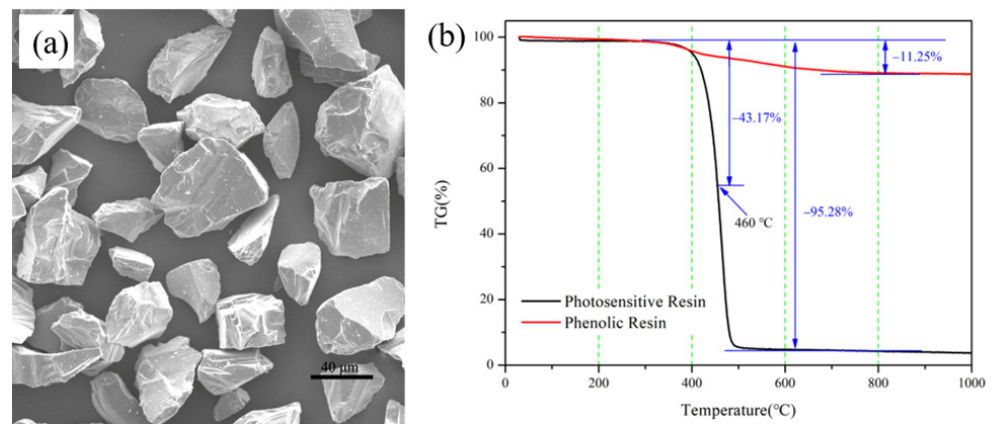 (a)
40 μm
(b)
TG(%)
100
80
60
40
20
0
−11.25%
−43.17%
−95.28%
460 ℃
Photosensitive Resin
Phenolic Resin
0
200
400
600
800
1000
Temperature(℃)